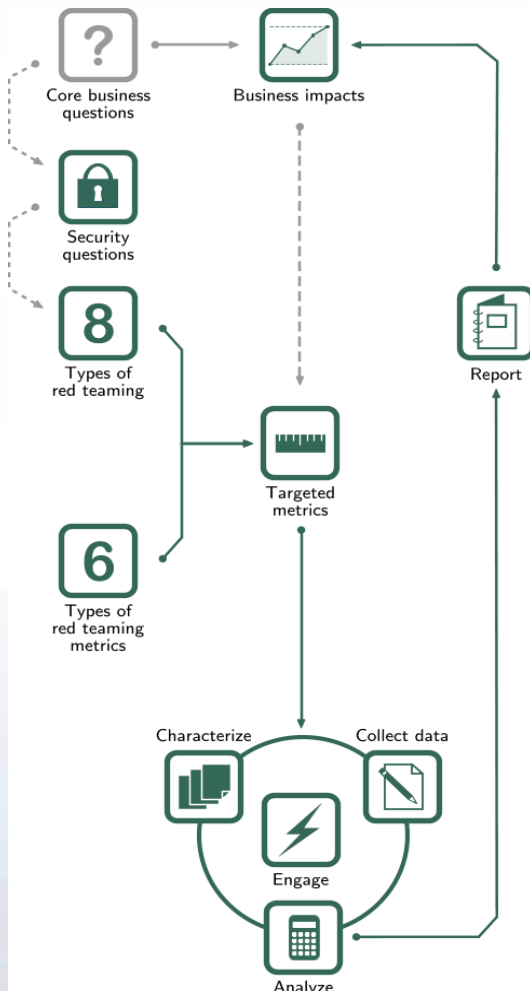 ?
Core business
questions
Business impacts
Security
questions
8
Types of
red teaming
Report
Targeted
metrics
6
Types of
red teaming
metrics
Characterize
Collect data
Engage
Analyze